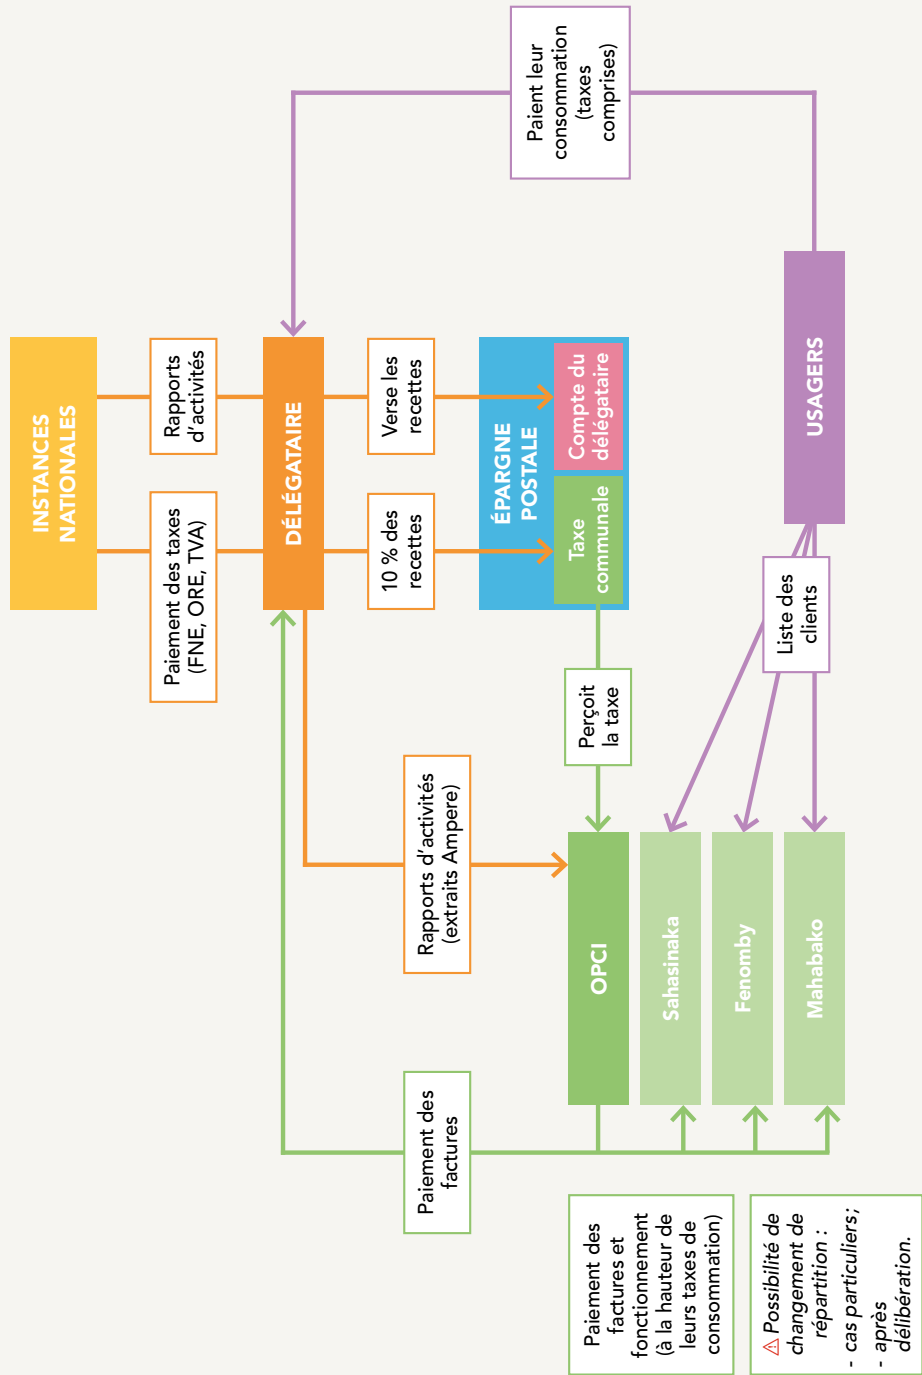 INSTANCES
NATIONALES
Paiement des taxes
(FNE, ORE, TVA)
Rapports
d’activités
DÉLÉGATAIRE
Paient leur
consommation
(taxes
comprises)
Paiement des
factures
Rapports d’activités
(extraits Ampere)
10 % des
recettes
Verse les
recettes
ÉPARGNE
POSTALE
Taxe
communale
Compte du
délégataire
Perçoit
la taxe
OPCI
Sahasinaka
Fenomby
Mahabako
Liste des
clients
USAGERS
Paiement des
factures et
fonctionnement
(à la hauteur de
leurs taxes de
consommation)
⚠ Possibilité de
changement de
répartition :
- cas particuliers;
- après
délibération.